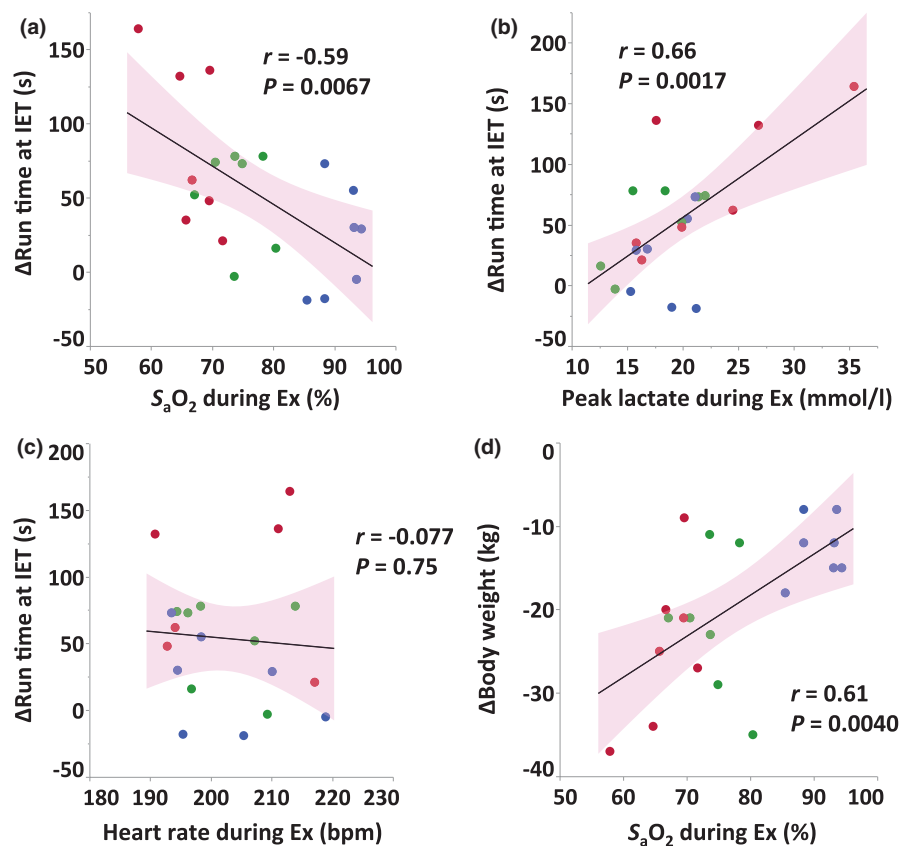 (a)
ΔRun time at IET (s)
150
100
50
0
-50
r = -0.59
P = 0.0067
50 60 70 80 90 100
SaO2 during Ex (%)
(b)
ΔRun time at IET (s)
200
150
100
50
0
-50
r = 0.66
P = 0.0017
10 15 20 25 30 35
Peak lactate during Ex (mmol/l)
(c)
ΔRun time at IET (s)
200
150
100
50
0
-50
r = -0.077
P = 0.75
180 190 200 210 220 230
Heart rate during Ex (bpm)
(d)
ΔBody weight (kg)
0
-10
-20
-30
-40
r = 0.61
P = 0.0040
50 60 70 80 90 100
SaO2 during Ex (%)